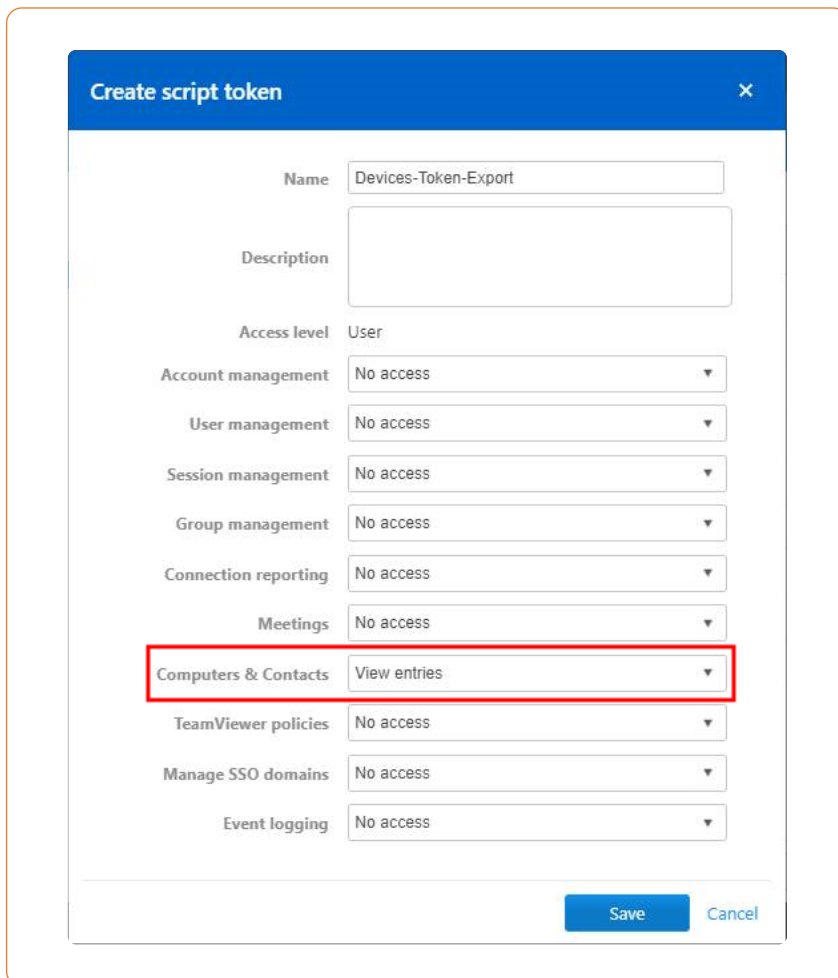 Create script token ×
Name Devices-Token-Export
Description
Access level User
Account management No access
User management No access
Session management No access
Group management No access
Connection reporting No access
Meetings No access
Computers & Contacts View entries
TeamViewer policies No access
Manage SSO domains No access
Event logging No access
Save Cancel